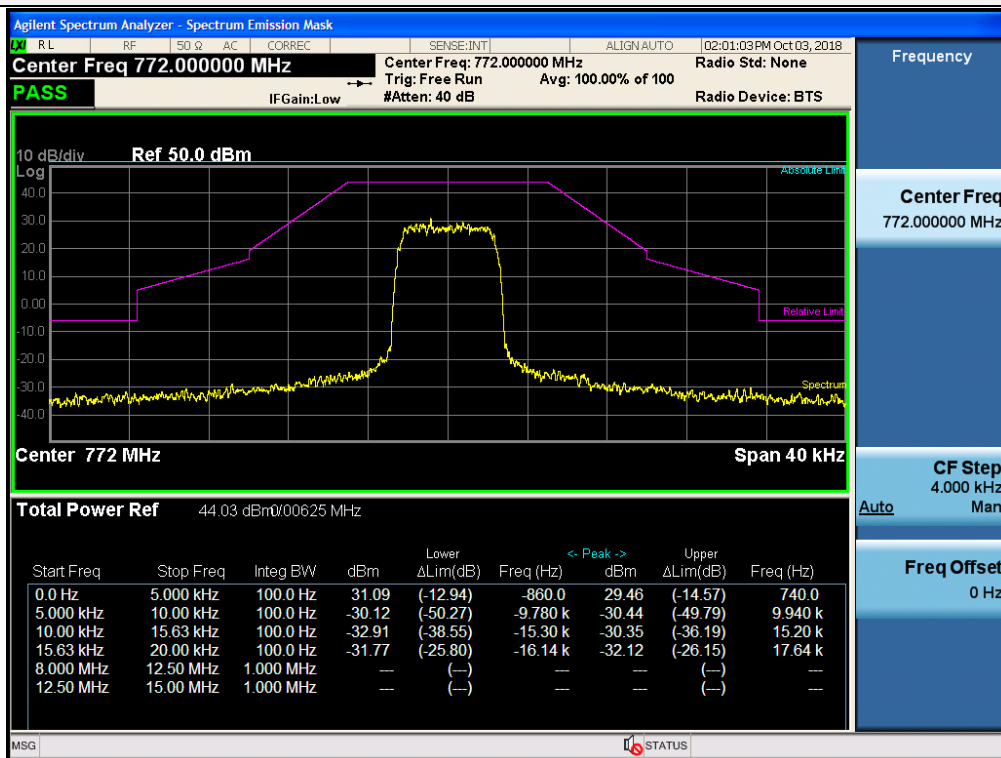 Agilent Spectrum Analyzer - Spectrum Emission Mask
LXI RL RF 50 Ω AC CORREC SENSE:INT ALIGN AUTO 02:01:03 PM Oct 03, 2018
Center Freq 772.000000 MHz
Center Freq: 772.000000 MHz
Radio Std: None
Trig: Free Run Avg: 100.00% of 100
PASS
IFGain:Low
#Atten: 40 dB
Radio Device: BTS
10 dB/div Ref 50.0 dBm
Log
Absolute Limit
40.0
30.0
20.0
10.0
0.00
Relative Limit
-10.0
-20.0
-30.0
Spectrum
-40.0
Center 772 MHz Span 40 kHz
Total Power Ref 44.03 dBm/0.00625 MHz
Lower <- Peak -> Upper
Start Freq Stop Freq Integ BW dBm ΔLim(dB) Freq (Hz) dBm ΔLim(dB) Freq (Hz)
0.0 Hz 5.000 kHz 100.0 Hz 31.09 (-12.94) -860.0 29.46 (-14.57) 740.0
5.000 kHz 10.00 kHz 100.0 Hz -30.12 (-50.27) -9.780 k -30.44 (-49.79) 9.940 k
10.00 kHz 15.63 kHz 100.0 Hz -32.91 (-38.55) -15.30 k -30.35 (-36.19) 15.20 k
15.63 kHz 20.00 kHz 100.0 Hz -31.77 (-25.80) -16.14 k -32.12 (-26.15) 17.64 k
8.000 MHz 12.50 MHz 1.000 MHz --- (---) --- --- (---) ---
12.50 MHz 15.00 MHz 1.000 MHz --- (---) --- --- (---) ---
MSG STATUS
Frequency
Center Freq
772.000000 MHz
CF Step
4.000 kHz
Auto Man
Freq Offset
0 Hz